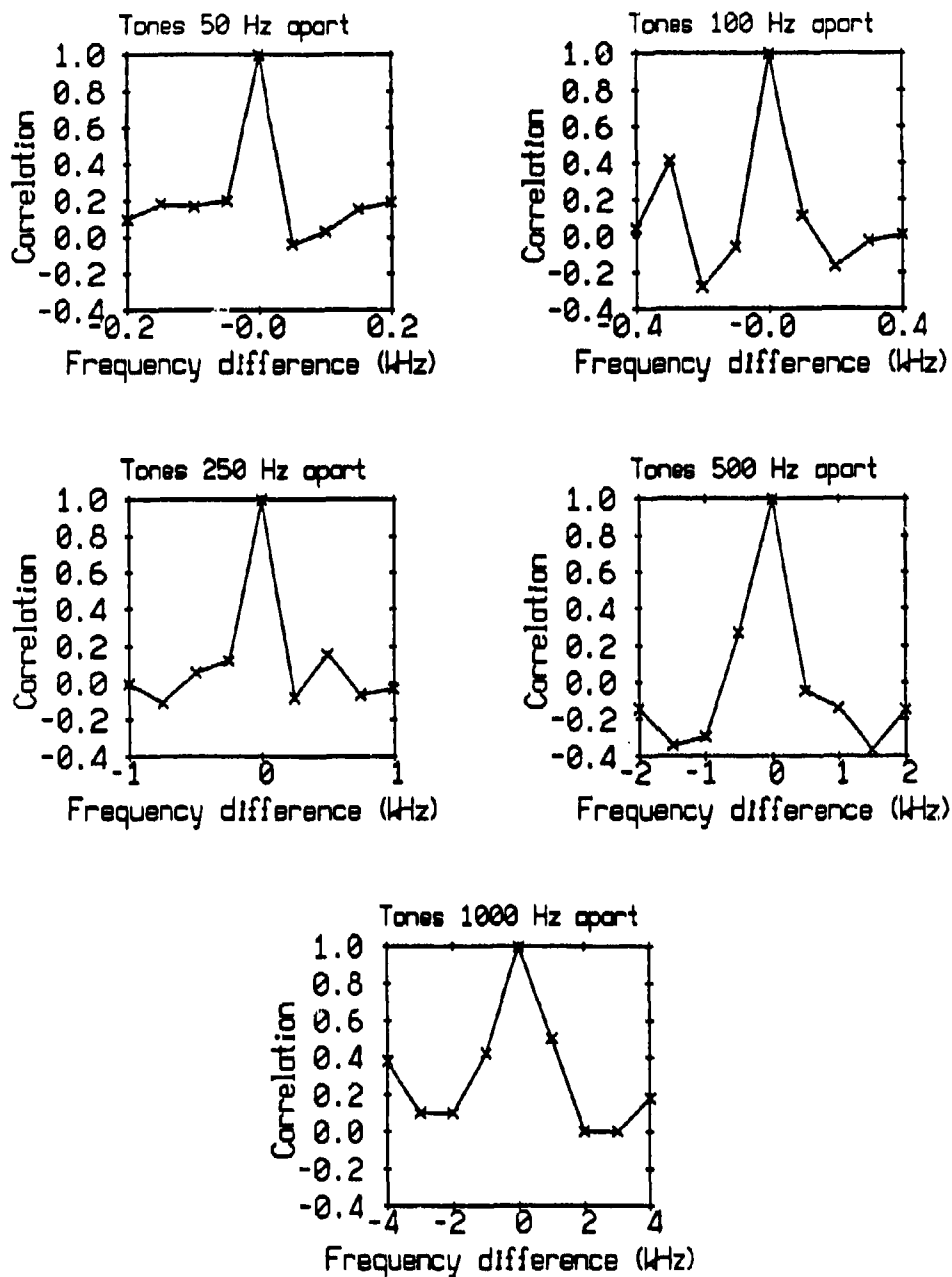 Tones 50 Hz apart
1.0
0.8
0.6
0.4
0.2
0.0
-0.2
-0.4
Correlation
-0.2 -0.0 0.2
Frequency difference (kHz)
Tones 100 Hz apart
1.0
0.8
0.6
0.4
0.2
0.0
-0.2
-0.4
Correlation
-0.4 -0.0 0.4
Frequency difference (kHz)
Tones 250 Hz apart
1.0
0.8
0.6
0.4
0.2
0.0
-0.2
-0.4
Correlation
-1 0 1
Frequency difference (kHz)
Tones 500 Hz apart
1.0
0.8
0.6
0.4
0.2
0.0
-0.2
-0.4
Correlation
-2 -1 0 1 2
Frequency difference (kHz)
Tones 1000 Hz apart
1.0
0.8
0.6
0.4
0.2
0.0
-0.2
-0.4
Correlation
-4 -2 0 2 4
Frequency difference (kHz)